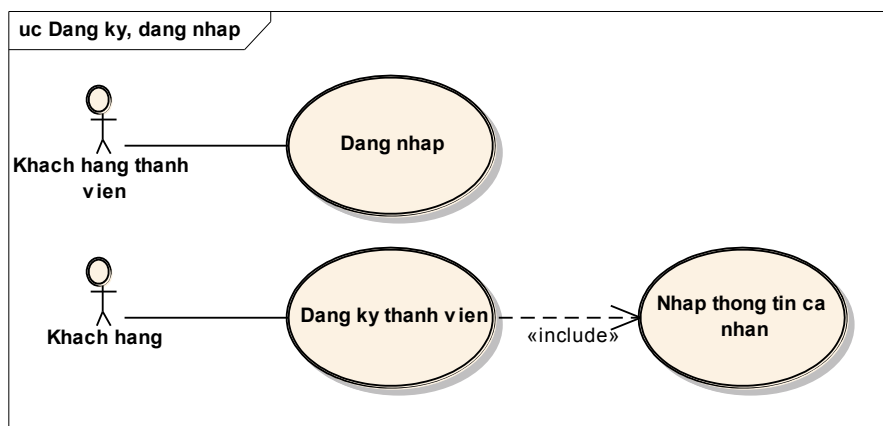 uc Dang ky, dang nhap
Khach hang thanh
vien
Dang nhap
Khach hang
Dang ky thanh vien
«include»
Nhap thong tin ca
nhan